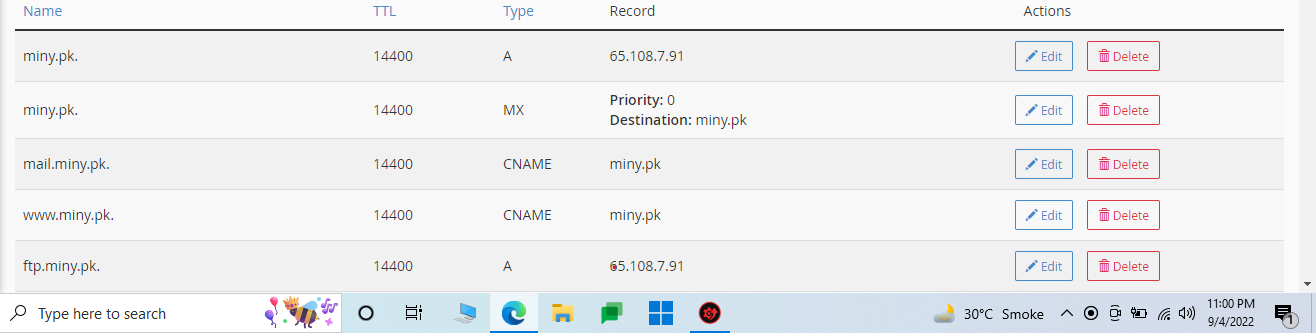 Name TTL Type Record Actions
miny.pk. 14400 A 65.108.7.91 Edit Delete
miny.pk. 14400 MX Priority: 0 Edit Delete
Destination: miny.pk
mail.miny.pk. 14400 CNAME miny.pk Edit Delete
www.miny.pk. 14400 CNAME miny.pk Edit Delete
ftp.miny.pk. 14400 A 65.108.7.91 Edit Delete
Type here to search 30°C Smoke 11:00 PM
9/4/2022 1